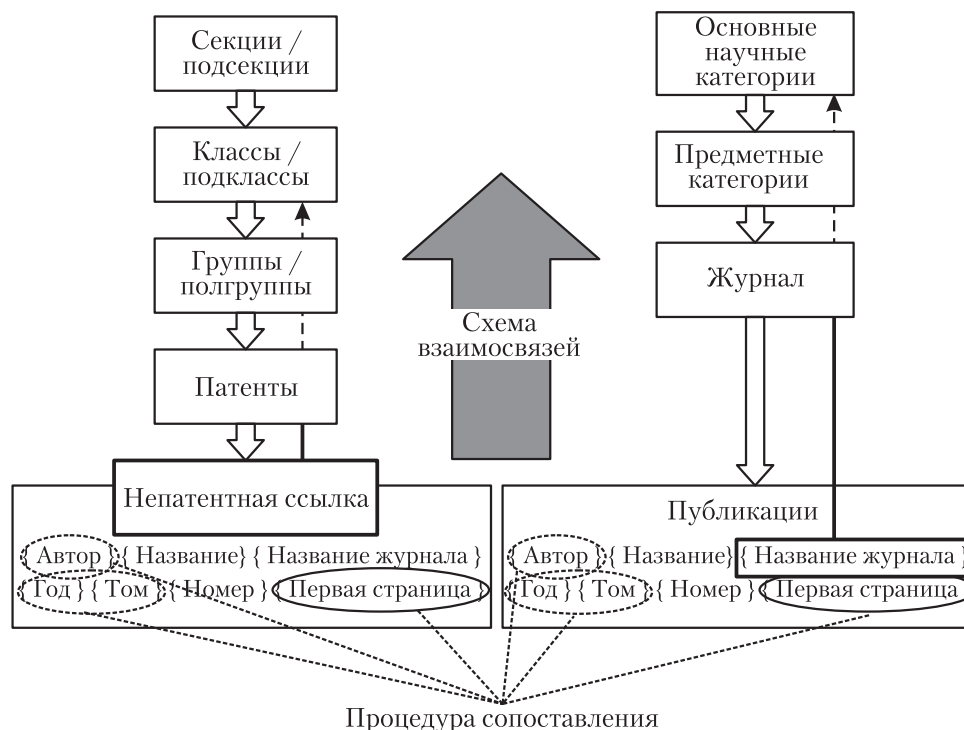 Секции /
подсекции
Классы /
подклассы
Группы /
полгруппы
Патенты
Непатентная ссылка
{ Автор } { Название} { Название журнала }
{ Год } { Том } { Номер } { Первая страница }
Схема
взаимосвязей
Основные
научные
категории
Предметные
категории
Журнал
Публикации
{ Автор } { Название} { Название журнала }
{ Год } { Том } { Номер } { Первая страница }
Процедура сопоставления